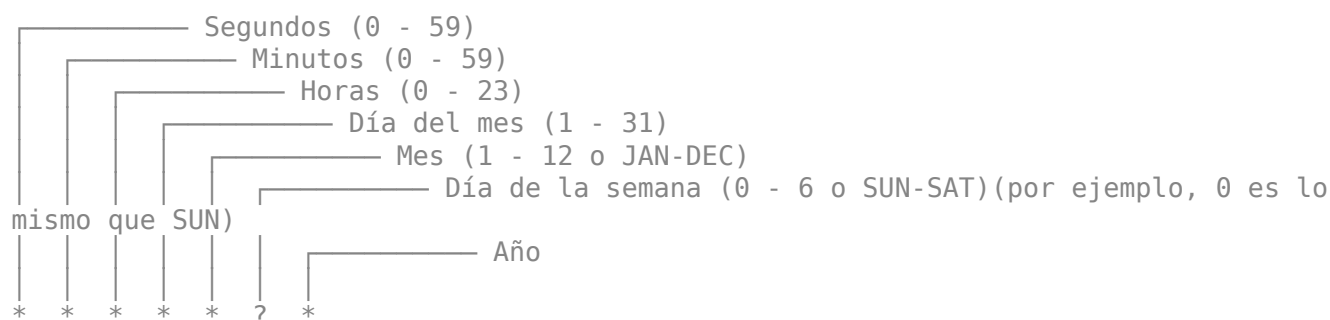 Segundos (0 - 59)
Minutos (0 - 59)
Horas (0 - 23)
Día del mes (1 - 31)
Mes (1 - 12 o JAN-DEC)
Día de la semana (0 - 6 o SUN-SAT)(por ejemplo, 0 es lo
mismo que SUN)
Año
* * * * * ? *